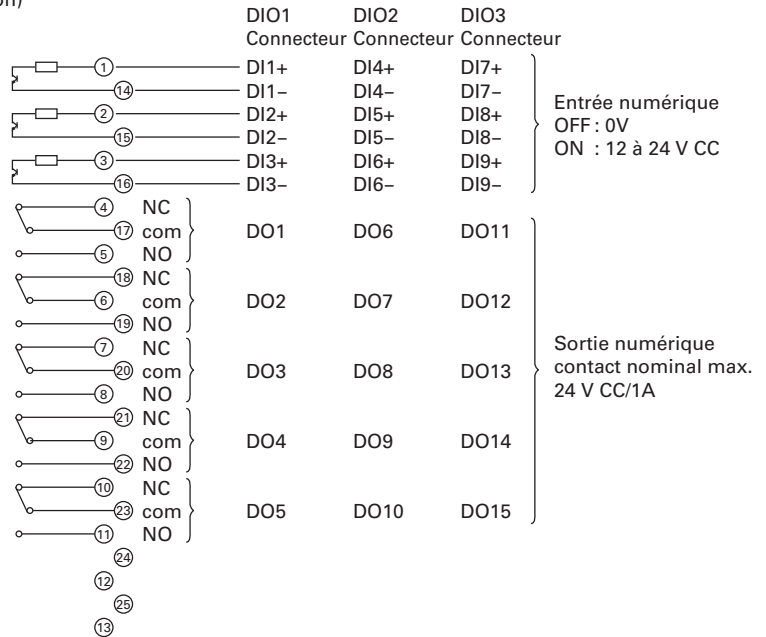 on)
DIO1 DIO2 DIO3
Connecteur Connecteur Connecteur
① DI1+ DI4+ DI7+
⑭ DI1– DI4– DI7–
② DI2+ DI5+ DI8+
⑮ DI2– DI5– DI8–
③ DI3+ DI6+ DI9+
⑯ DI3– DI6– DI9–
Entrée numérique
OFF : 0V
ON : 12 à 24 V CC
④ NC
⑰ com DO1 DO6 DO11
⑤ NO
⑱ NC
⑥ com DO2 DO7 DO12
⑲ NO
⑦ NC
⑳ com DO3 DO8 DO13
⑧ NO
㉑ NC
⑨ com DO4 DO9 DO14
㉒ NO
⑩ NC
㉓ com DO5 DO10 DO15
⑪ NO
Sortie numérique
contact nominal max.
24 V CC/1A
㉔
⑫
㉕
⑬